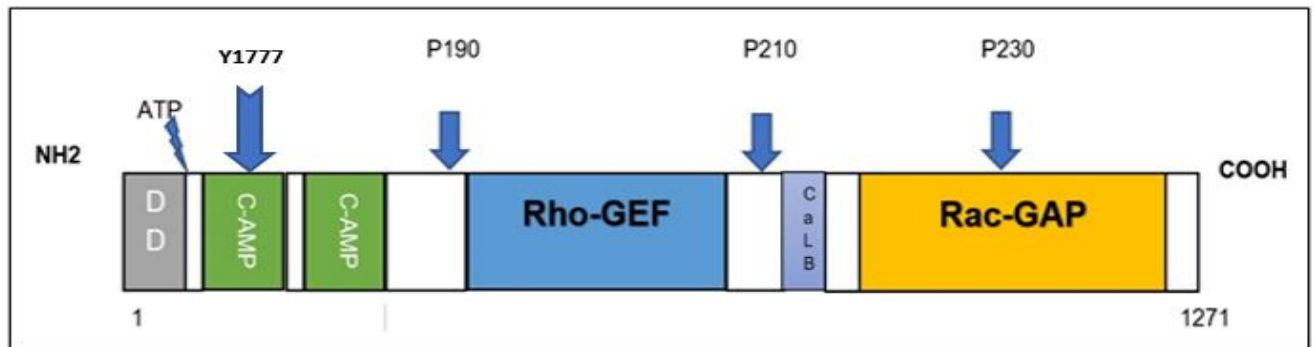 Y1777
P190
P210
P230
ATP
NH2
COOH
D
D
C-AMP
C-AMP
Rho-GEF
C
a
L
B
Rac-GAP
1
1271